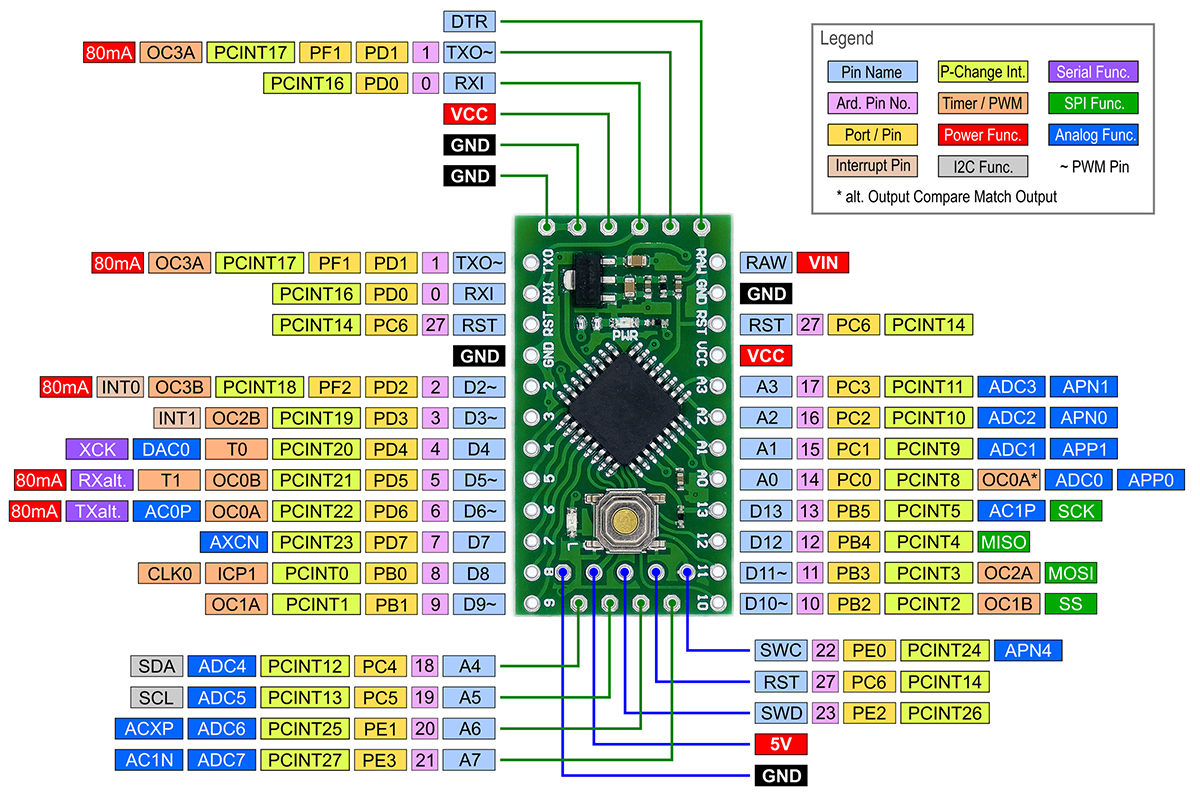 DTR
80mA OC3A PCINT17 PF1 PD1 1 TXO~
PCINT16 PD0 0 RXI
VCC
GND
GND
Legend
Pin Name P-Change Int. Serial Func.
Ard. Pin No. Timer / PWM SPI Func.
Port / Pin Power Func. Analog Func.
Interrupt Pin I2C Func. ~ PWM Pin
* alt. Output Compare Match Output
80mA OC3A PCINT17 PF1 PD1 1 TXO~
PCINT16 PD0 0 RXI
PCINT14 PC6 27 RST
GND
80mA INT0 OC3B PCINT18 PF2 PD2 2 D2~
INT1 OC2B PCINT19 PD3 3 D3~
XCK DAC0 T0 PCINT20 PD4 4 D4
80mA RXalt. T1 OC0B PCINT21 PD5 5 D5~
80mA TXalt. AC0P OC0A PCINT22 PD6 6 D6~
AXCN PCINT23 PD7 7 D7
CLK0 ICP1 PCINT0 PB0 8 D8
OC1A PCINT1 PB1 9 D9~
TXO
RXI
RST
GND
2
3
4
5
6
7
8
9
PWR
L
RAW
GND
RST
VCC
A3
A2
A1
A0
13
12
11
10
RAW VIN
GND
RST 27 PC6 PCINT14
VCC
A3 17 PC3 PCINT11 ADC3 APN1
A2 16 PC2 PCINT10 ADC2 APN0
A1 15 PC1 PCINT9 ADC1 APP1
A0 14 PC0 PCINT8 OC0A* ADC0 APP0
D13 13 PB5 PCINT5 AC1P SCK
D12 12 PB4 PCINT4 MISO
D11~ 11 PB3 PCINT3 OC2A MOSI
D10~ 10 PB2 PCINT2 OC1B SS
SDA ADC4 PCINT12 PC4 18 A4
SCL ADC5 PCINT13 PC5 19 A5
ACXP ADC6 PCINT25 PE1 20 A6
AC1N ADC7 PCINT27 PE3 21 A7
SWC 22 PE0 PCINT24 APN4
RST 27 PC6 PCINT14
SWD 23 PE2 PCINT26
5V
GND